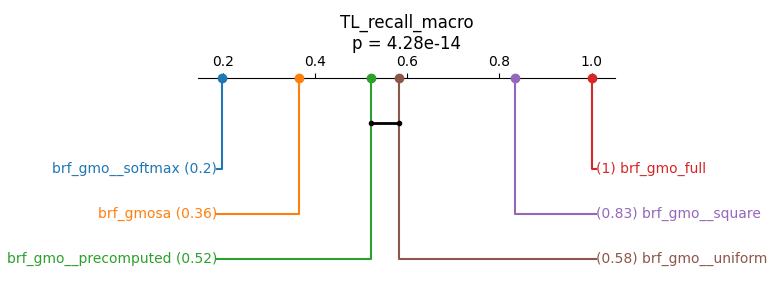 TL_recall_macro
p = 4.28e-14
0.2 0.4 0.6 0.8 1.0
brf_gmo__softmax (0.2) (1) brf_gmo_full
brf_gmosa (0.36) (0.83) brf_gmo__square
brf_gmo__precomputed (0.52) (0.58) brf_gmo__uniform